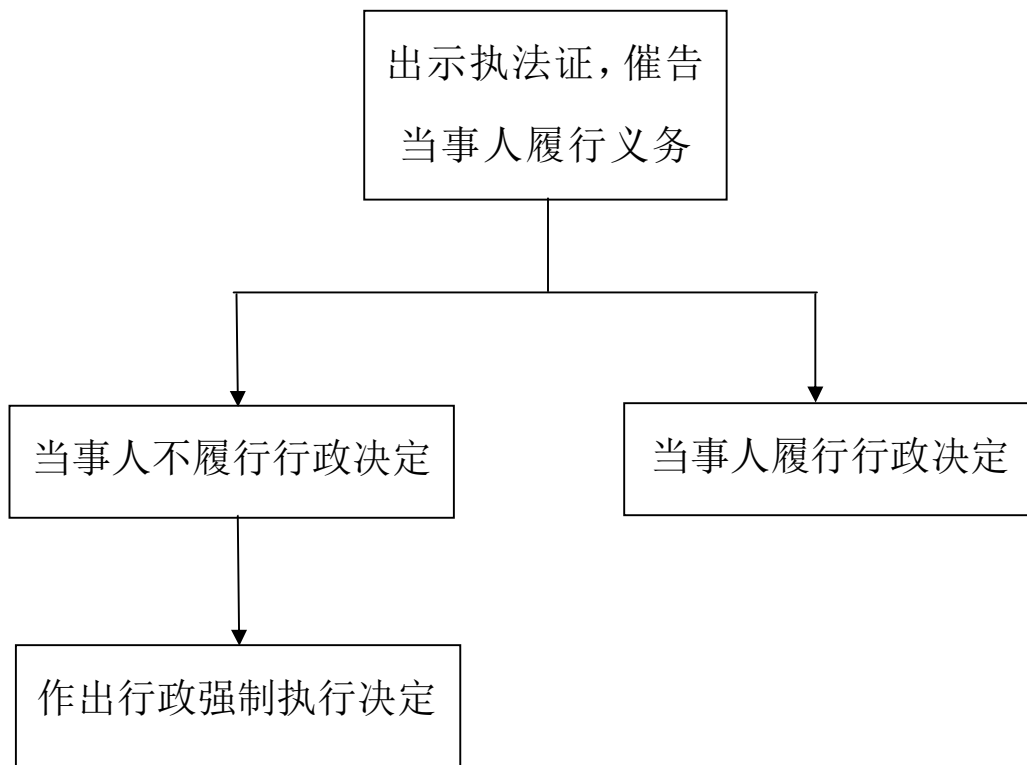 出示执法证，催告
当事人履行义务
当事人不履行行政决定
当事人履行行政决定
作出行政强制执行决定